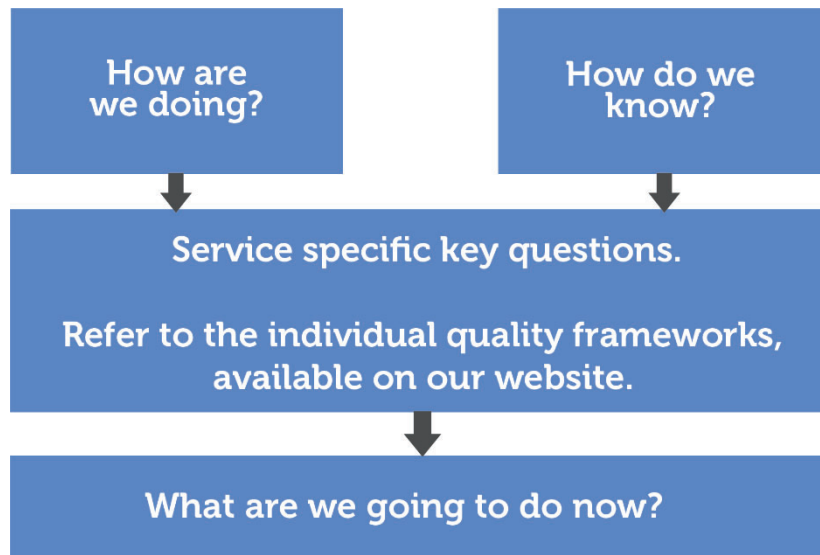 How are
we doing?
How do we
know?
Service specific key questions.
Refer to the individual quality frameworks,
available on our website.
What are we going to do now?